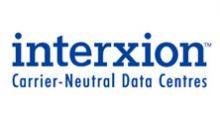 interxion™
Carrier-Neutral Data Centres